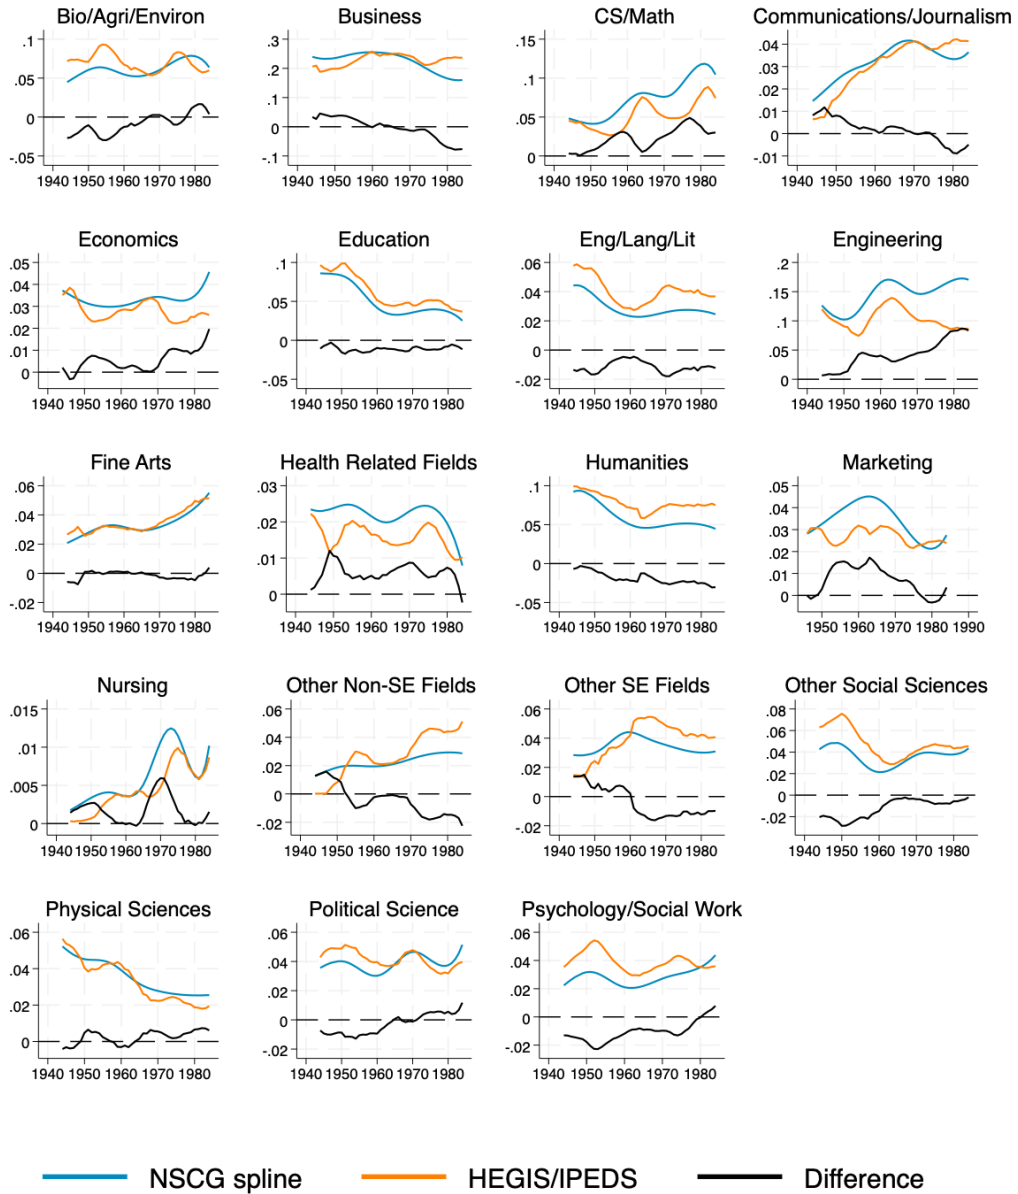 Bio/Agri/Environ
.1
.05
0
-.05
1940 1950 1960 1970 1980
Business
.3
.2
.1
0
-.1
1940 1950 1960 1970 1980
CS/Math
.15
.1
.05
0
1940 1950 1960 1970 1980
Communications/Journalism
.04
.03
.02
.01
0
-.01
1940 1950 1960 1970 1980
Economics
.05
.04
.03
.02
.01
0
1940 1950 1960 1970 1980
Education
.1
.05
0
-.05
1940 1950 1960 1970 1980
Eng/Lang/Lit
.06
.04
.02
0
-.02
1940 1950 1960 1970 1980
Engineering
.2
.15
.1
.05
0
1940 1950 1960 1970 1980
Fine Arts
.06
.04
.02
0
-.02
1940 1950 1960 1970 1980
Health Related Fields
.03
.02
.01
0
1940 1950 1960 1970 1980
Humanities
.1
.05
0
-.05
1940 1950 1960 1970 1980
Marketing
.05
.04
.03
.02
.01
0
1950 1960 1970 1980 1990
Nursing
.015
.01
.005
0
1940 1950 1960 1970 1980
Other Non-SE Fields
.06
.04
.02
0
-.02
1940 1950 1960 1970 1980
Other SE Fields
.06
.04
.02
0
-.02
1940 1950 1960 1970 1980
Other Social Sciences
.08
.06
.04
.02
0
-.02
1940 1950 1960 1970 1980
Physical Sciences
.06
.04
.02
0
1940 1950 1960 1970 1980
Political Science
.06
.04
.02
0
-.02
1940 1950 1960 1970 1980
Psychology/Social Work
.06
.04
.02
0
-.02
1940 1950 1960 1970 1980
NSCG spline HEGIS/IPEDS Difference